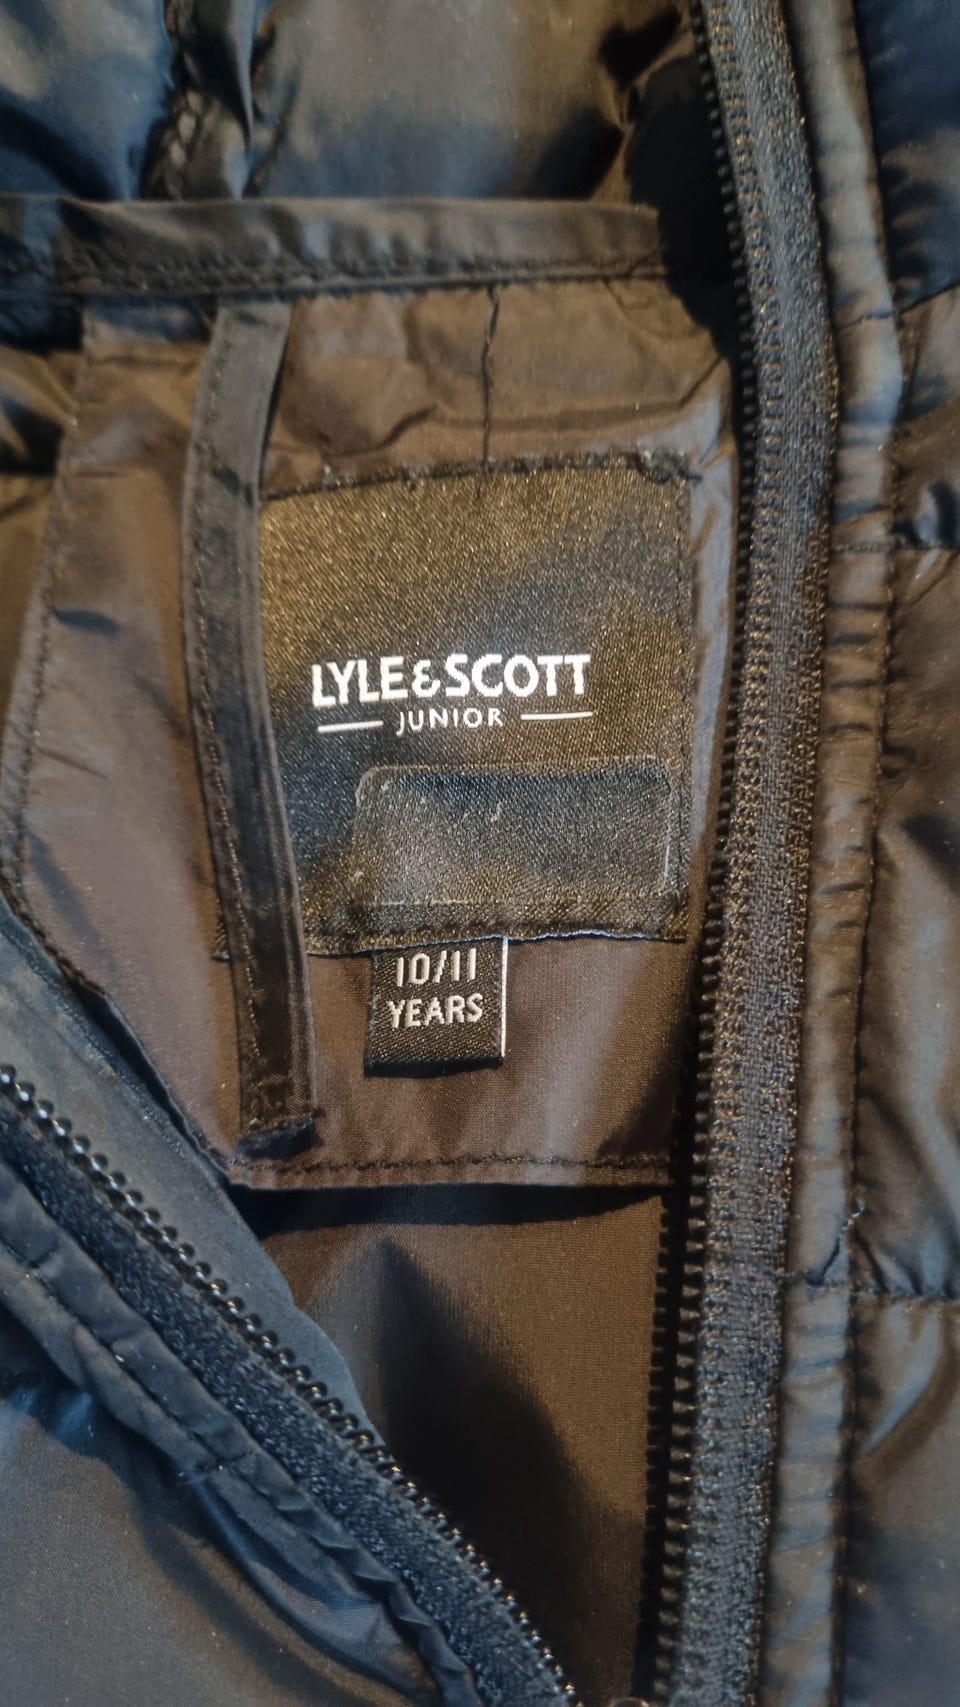 LYLE&SCOTT
JUNIOR
10/11
YEARS